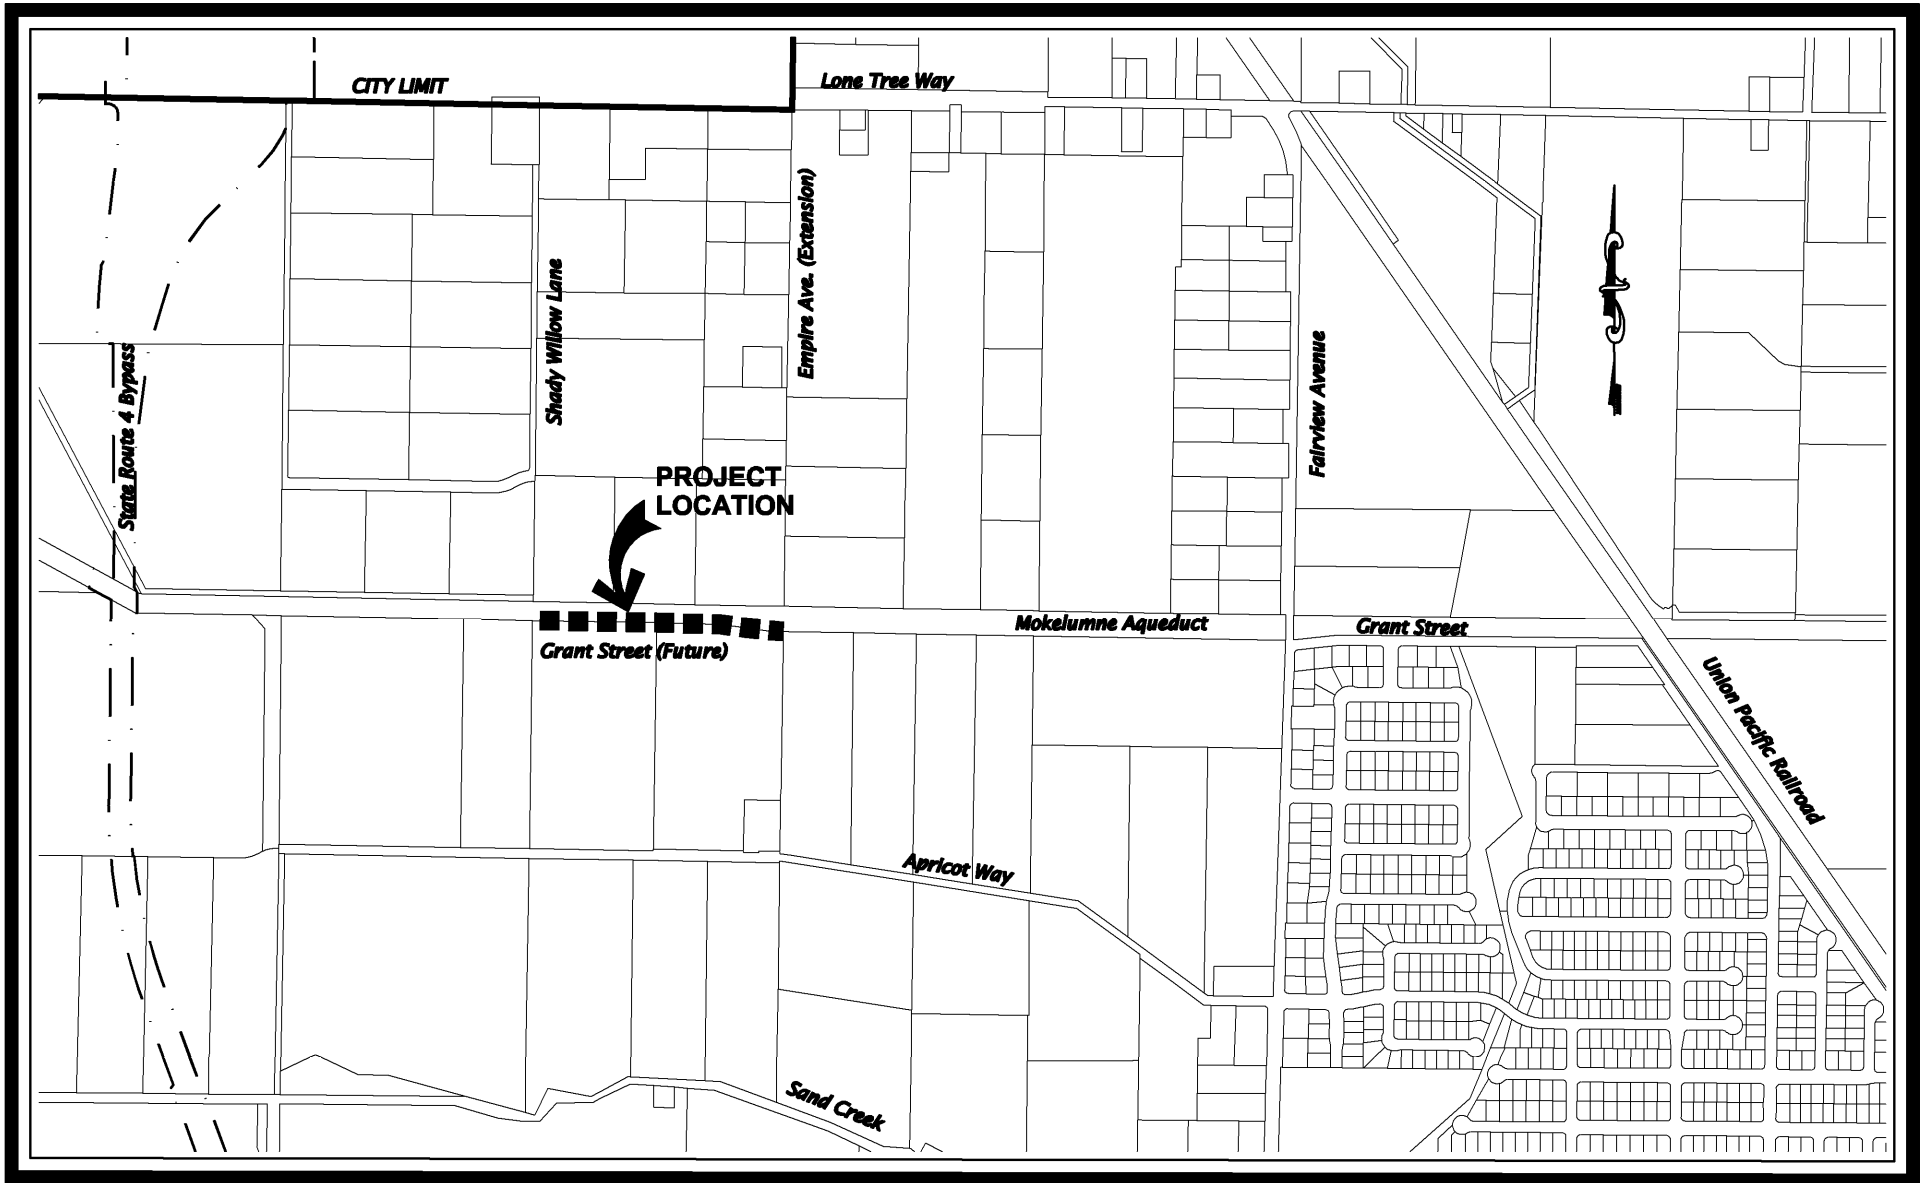 CITY LIMIT
Lone Tree Way
Empire Ave. (Extension)
Shady Willow Lane
Fairview Avenue
State Route 4 Bypass
PROJECT
LOCATION
Mokelumne Aqueduct
Grant Street
Grant Street (Future)
Union Pacific Railroad
Apricot Way
Sand Creek